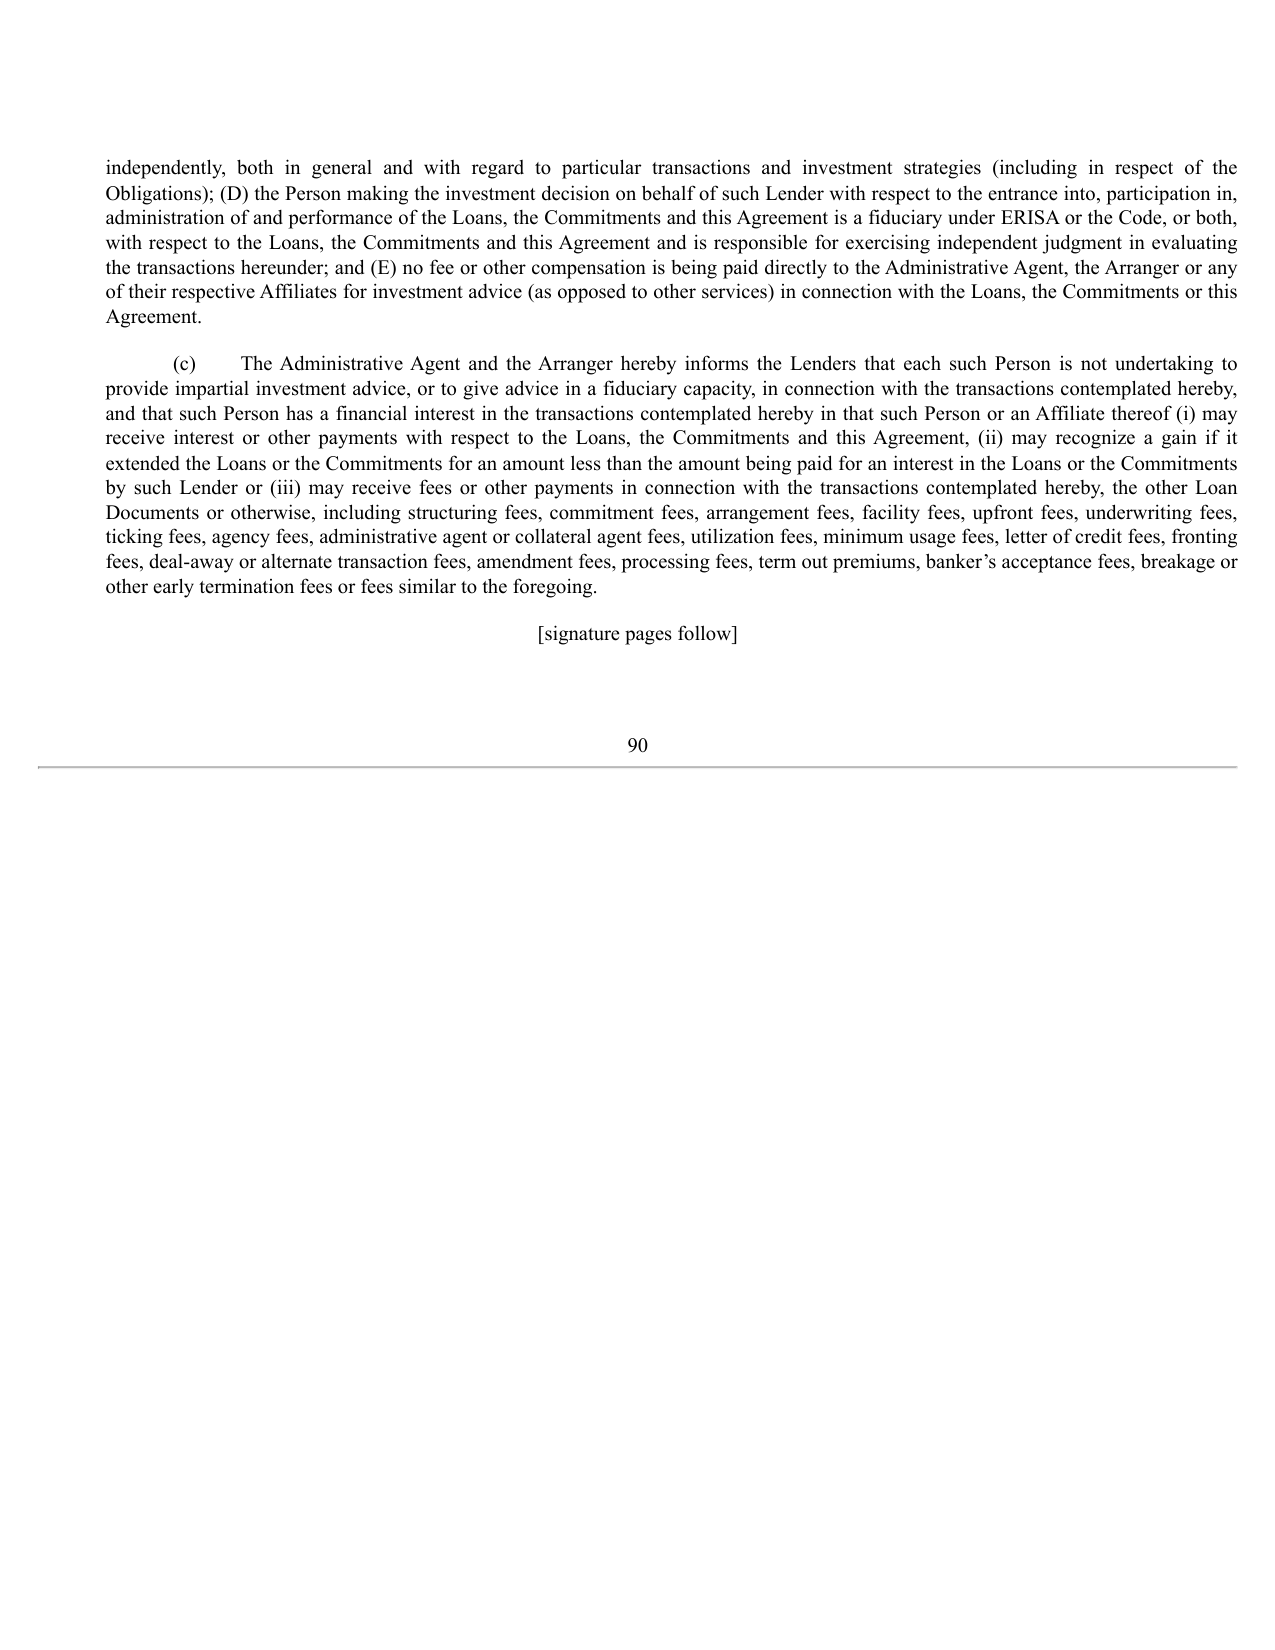 independently, both in general and with regard to particular transactions and investment strategies (including in respect of the
Obligations); (D) the Person making the investment decision on behalf of such Lender with respect to the entrance into, participation in,
administration of and performance of the Loans, the Commitments and this Agreement is a fiduciary under ERISA or the Code, or both,
with respect to the Loans, the Commitments and this Agreement and is responsible for exercising independent judgment in evaluating
the transactions hereunder; and (E) no fee or other compensation is being paid directly to the Administrative Agent, the Arranger or any
of their respective Affiliates for investment advice (as opposed to other services) in connection with the Loans, the Commitments or this
Agreement.
(c) The Administrative Agent and the Arranger hereby informs the Lenders that each such Person is not undertaking to
provide impartial investment advice, or to give advice in a fiduciary capacity, in connection with the transactions contemplated hereby,
and that such Person has a financial interest in the transactions contemplated hereby in that such Person or an Affiliate thereof (i) may
receive interest or other payments with respect to the Loans, the Commitments and this Agreement, (ii) may recognize a gain if it
extended the Loans or the Commitments for an amount less than the amount being paid for an interest in the Loans or the Commitments
by such Lender or (iii) may receive fees or other payments in connection with the transactions contemplated hereby, the other Loan
Documents or otherwise, including structuring fees, commitment fees, arrangement fees, facility fees, upfront fees, underwriting fees,
ticking fees, agency fees, administrative agent or collateral agent fees, utilization fees, minimum usage fees, letter of credit fees, fronting
fees, deal-away or alternate transaction fees, amendment fees, processing fees, term out premiums, banker’s acceptance fees, breakage or
other early termination fees or fees similar to the foregoing.
[signature pages follow]
90